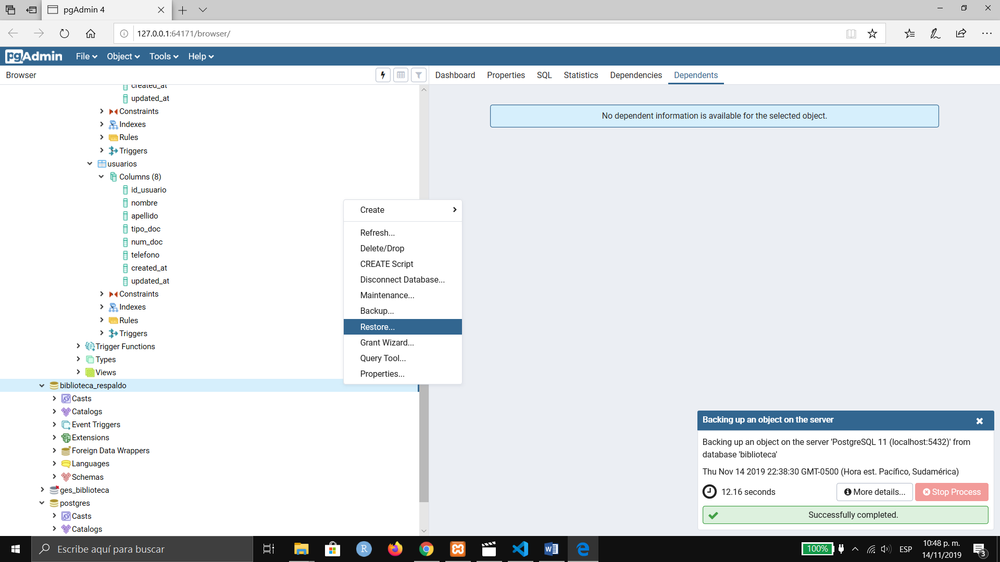 pgAdmin 4
127.0.0.1:64171/browser/
pgAdmin File Object Tools Help
Browser
Dashboard Properties SQL Statistics Dependencies Dependents
created_at
updated_at
Constraints
Indexes
Rules
Triggers
usuarios
Columns (8)
id_usuario
nombre
apellido
tipo_doc
num_doc
telefono
created_at
updated_at
Constraints
Indexes
Rules
Triggers
Trigger Functions
Types
Views
biblioteca_respaldo
Casts
Catalogs
Event Triggers
Extensions
Foreign Data Wrappers
Languages
Schemas
ges_biblioteca
postgres
Casts
Catalogs
Create
Refresh...
Delete/Drop
CREATE Script
Disconnect Database...
Maintenance...
Backup...
Restore...
Grant Wizard...
Query Tool...
Properties...
No dependent information is available for the selected object.
Backing up an object on the server
Backing up an object on the server 'PostgreSQL 11 (localhost:5432)' from
database 'biblioteca'
Thu Nov 14 2019 22:38:30 GMT-0500 (Hora est. Pacífico, Sudamérica)
12.16 seconds
More details...
Stop Process
Successfully completed.
Escribe aquí para buscar
R
100%
ESP
10:48 p. m.
14/11/2019
3